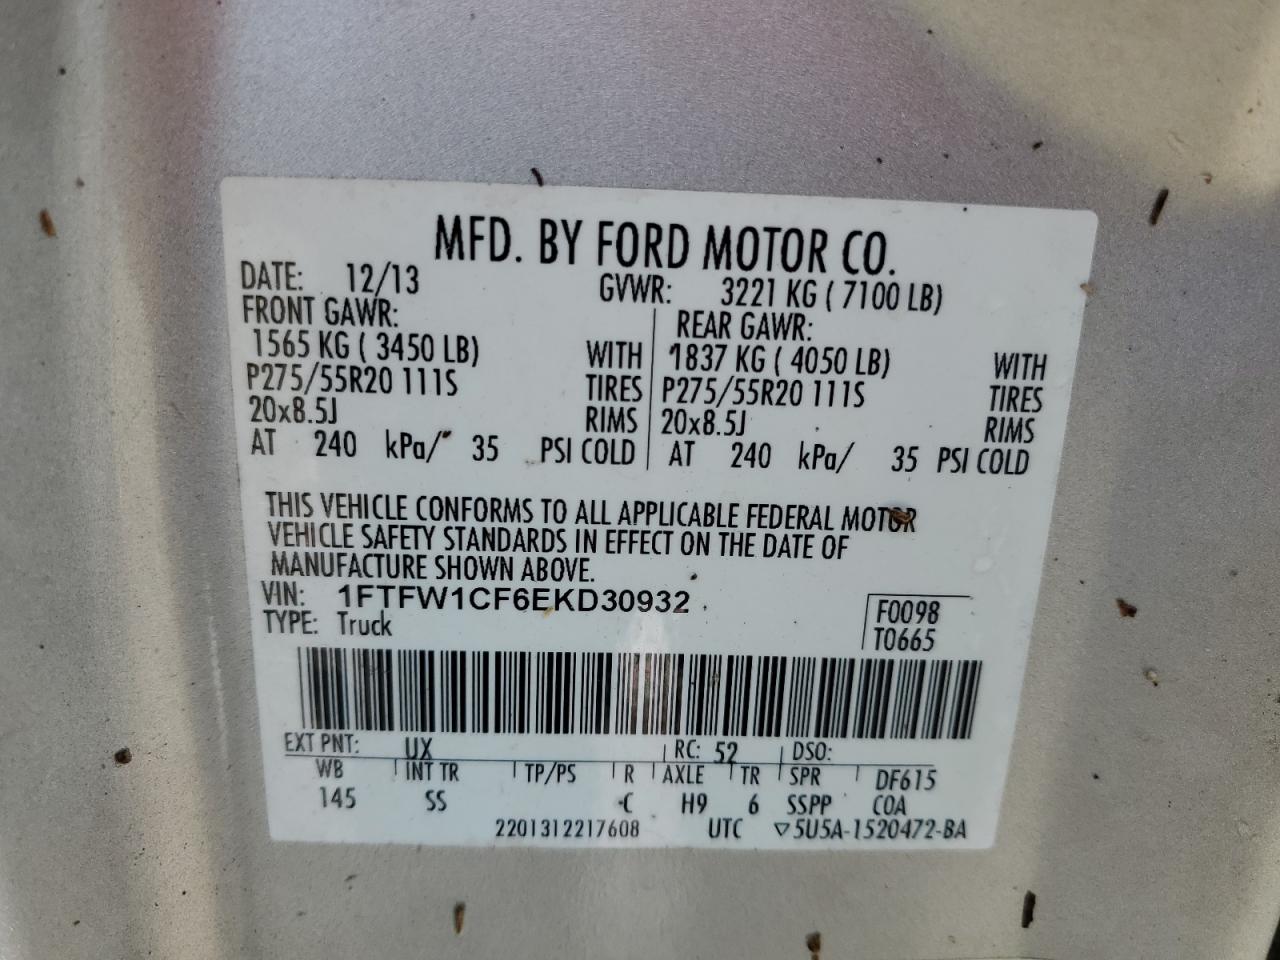 MFD. BY FORD MOTOR CO.
DATE: 12/13 GVWR: 3221 KG ( 7100 LB)
FRONT GAWR: REAR GAWR:
1565 KG ( 3450 LB) WITH 1837 KG ( 4050 LB) WITH
P275/55R20 111S TIRES P275/55R20 111S TIRES
20x8.5J RIMS 20x8.5J RIMS
AT 240 kPa/ 35 PSI COLD AT 240 kPa/ 35 PSI COLD
THIS VEHICLE CONFORMS TO ALL APPLICABLE FEDERAL MOTOR
VEHICLE SAFETY STANDARDS IN EFFECT ON THE DATE OF
MANUFACTURE SHOWN ABOVE.
VIN: 1FTFW1CF6EKD30932
TYPE: Truck
F0098
T0665
EXT PNT: UX RC: 52 DSO:
WB INT TR TP/PS R AXLE TR SPR DF615
145 SS C H9 6 SSPP COA
2201312217608 UTC ▽5U5A-1520472-BA